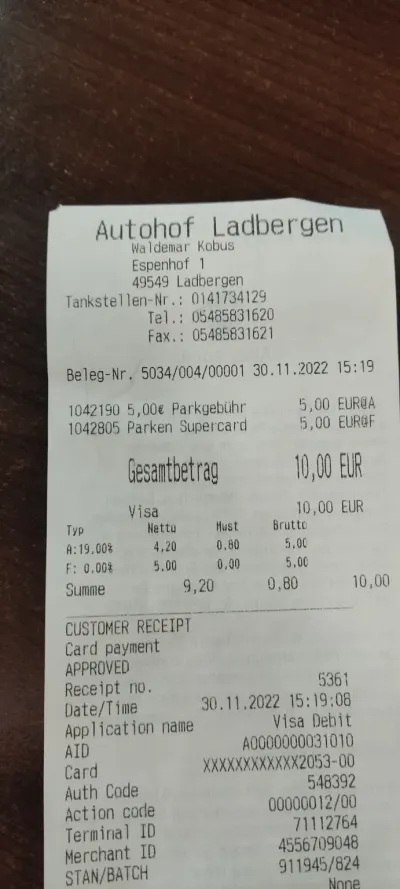 Autohof Ladbergen
Waldemar Kobus
Espenhof 1
49549 Ladbergen
Tankstellen-Nr.: 0141734129
Tel.: 05485831620
Fax.: 05485831621
Beleg-Nr. 5034/004/00001 30.11.2022 15:19
1042190 5,00€ Parkgebühr 5,00 EUR@A
1042805 Parken Supercard 5,00 EUR@F
Gesamtbetrag 10,00 EUR
Visa 10,00 EUR
Typ Netto Mwst Brutto
A:19,00% 4,20 0,80 5,00
F: 0,00% 5,00 0,00 5,00
Summe 9,20 0,80 10,00
CUSTOMER RECEIPT
Card payment
APPROVED
Receipt no. 5361
Date/Time 30.11.2022 15:19:08
Application name Visa Debit
AID A0000000031010
Card XXXXXXXXXXXX2053-00
Auth Code 548392
Action code 00000012/00
Terminal ID 71112764
Merchant ID 4556709048
STAN/BATCH 911945/824
None